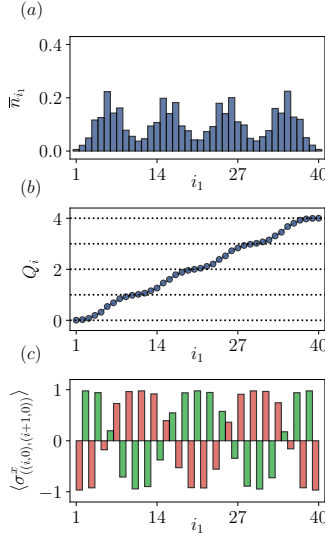 (a)
0.4
0.2
0.0
n̅_{i_1}
1 14 27 40
i_1
(b)
4
2
0
Q_i
1 14 27 40
i_1
(c)
1
0
−1
⟨σ^x_{((i,0),(i+1,0))}⟩
1 14 27 40
i_1